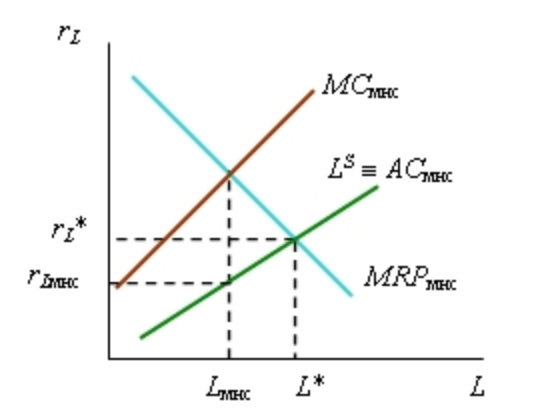 r_L
MC_мнс
L^S ≡ AC_мнс
r_L*
r_Lмнс
MRP_мнс
L_мнс L* L